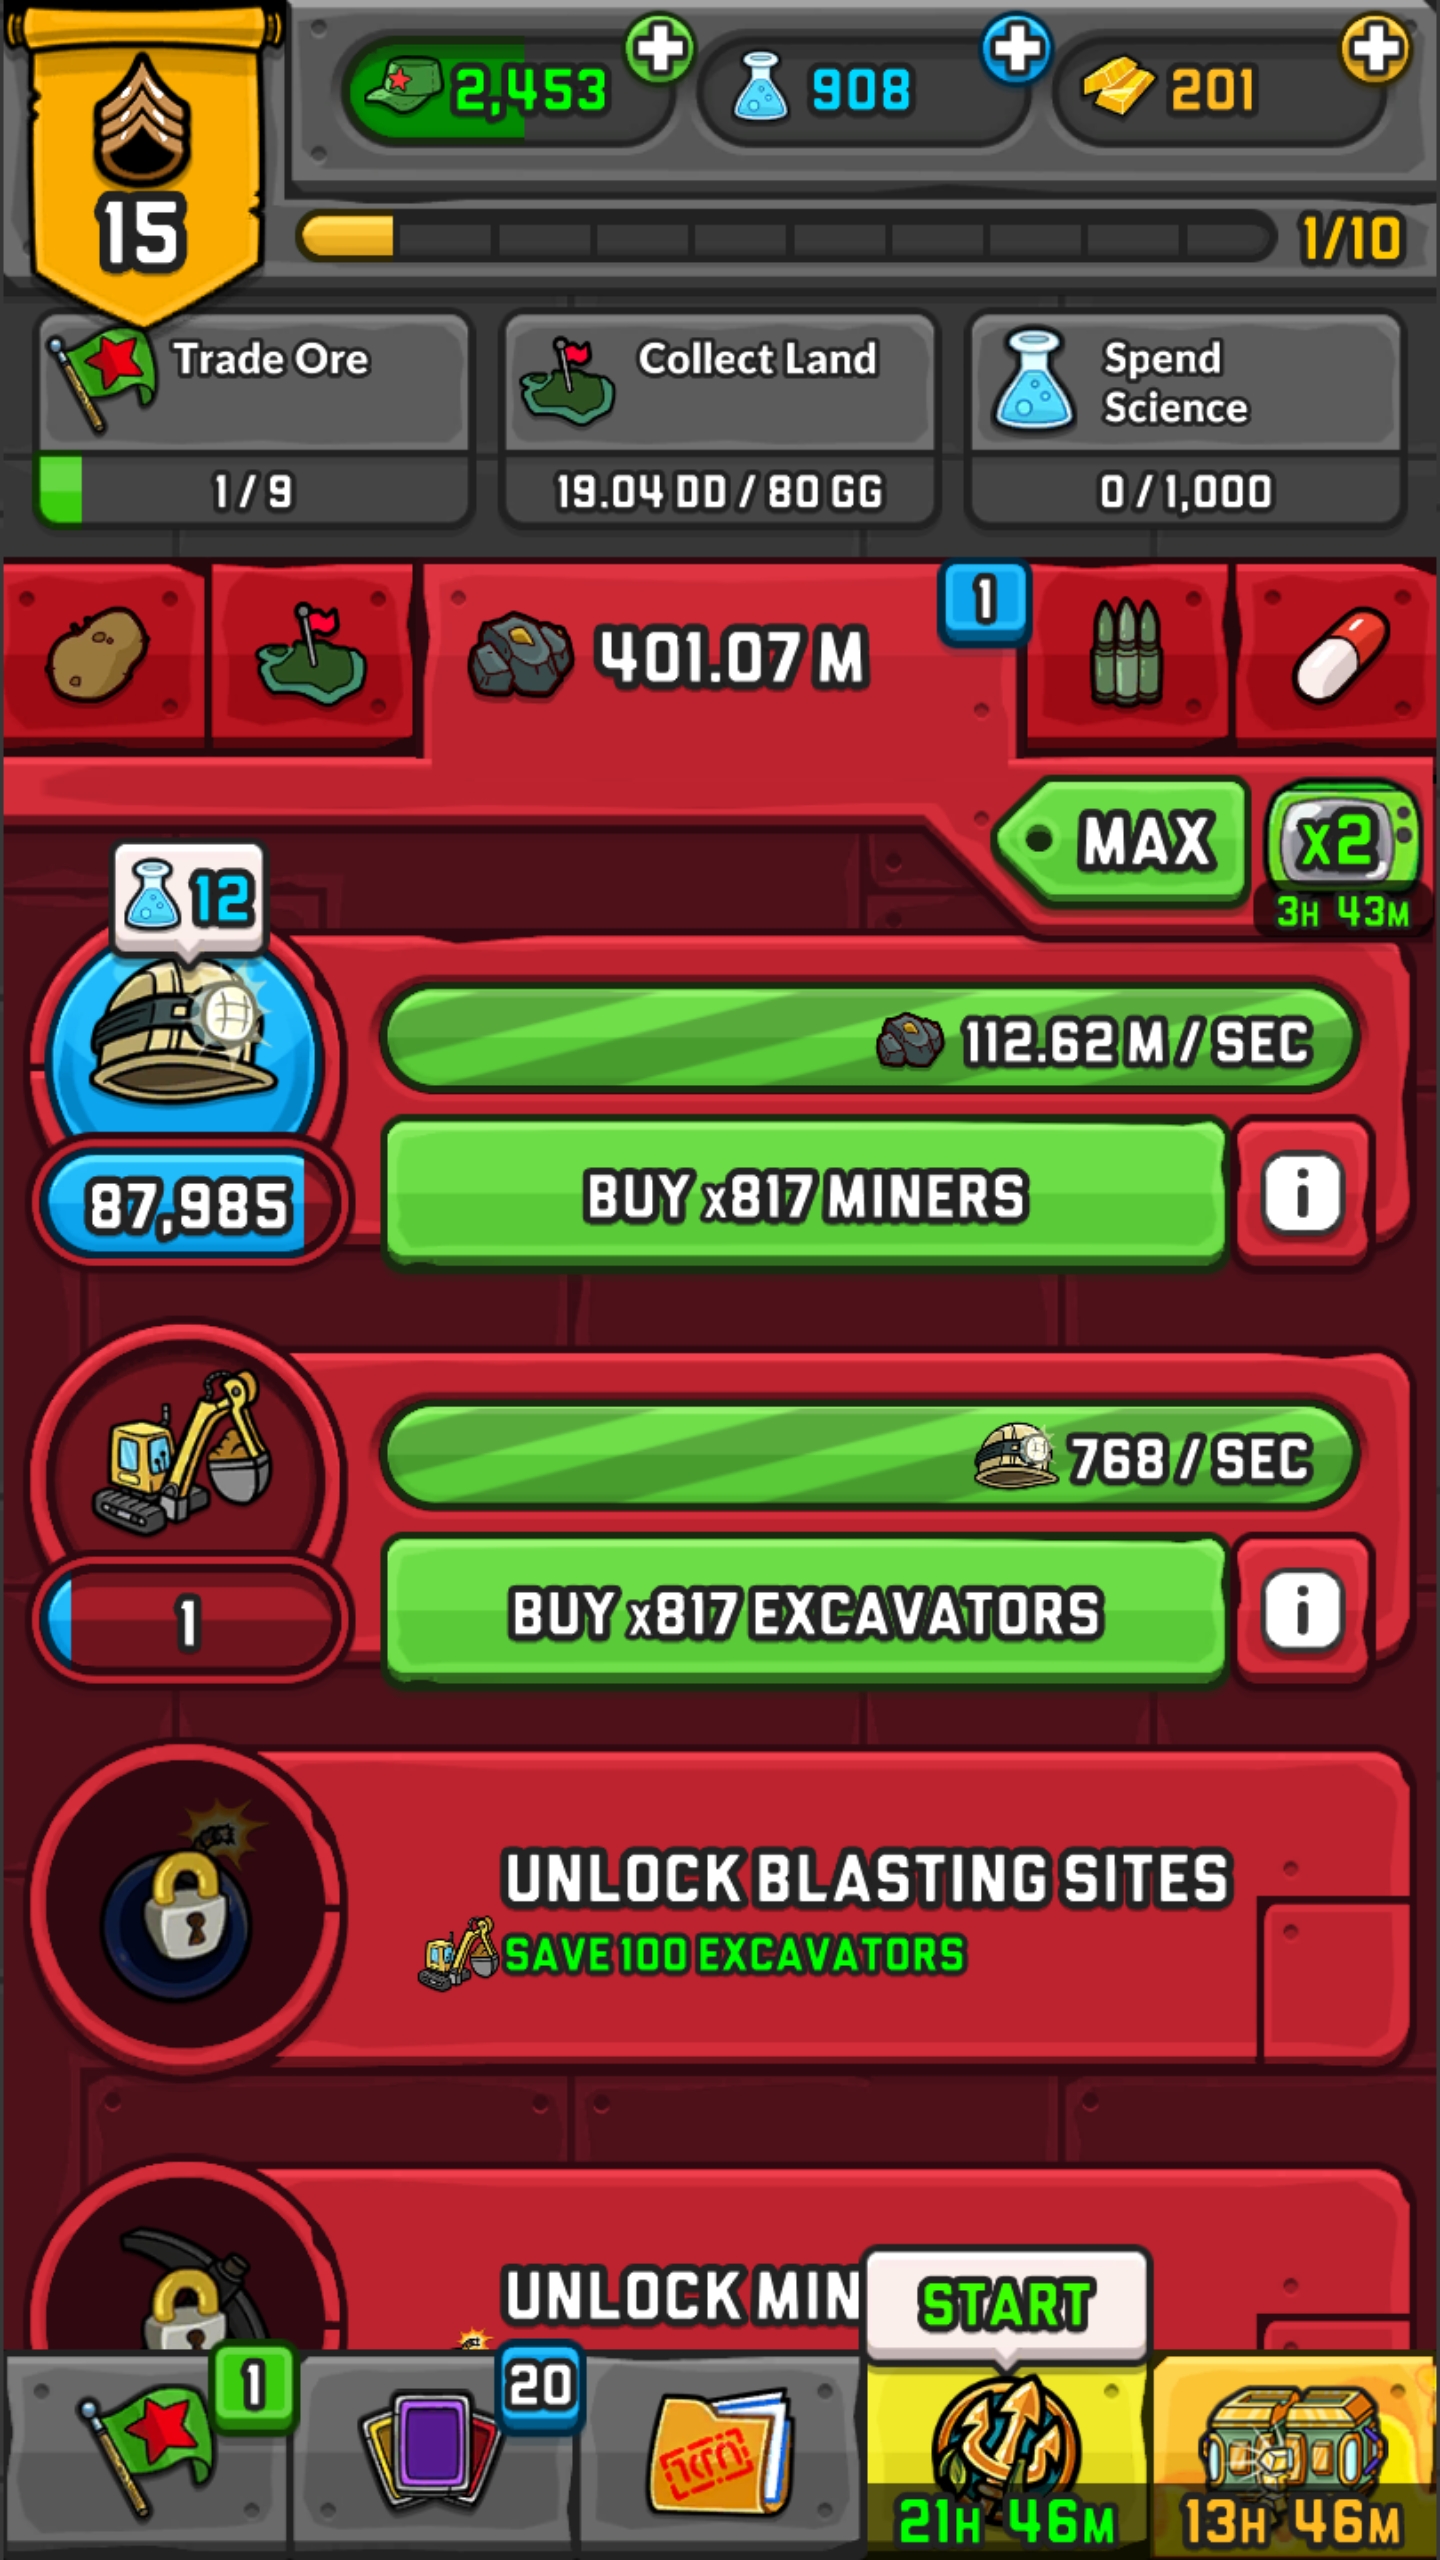 2,453
908
201
15
1/10
Trade Ore
1 / 9
Collect Land
19.04 DD / 80 GG
Spend
Science
0 / 1,000
401.07 M
1
MAX
x2
3H 43M
12
112.62 M / SEC
87,985
BUY x817 MINERS
i
768 / SEC
1
BUY x817 EXCAVATORS
i
UNLOCK BLASTING SITES
SAVE 100 EXCAVATORS
UNLOCK MIN
START
1
20
21H 46M
13H 46M